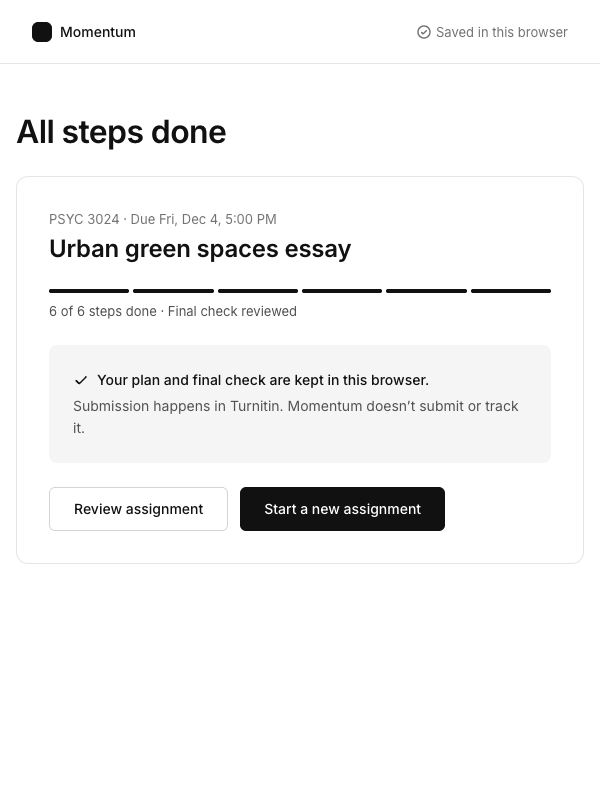 Momentum
Saved in this browser
All steps done
PSYC 3024 · Due Fri, Dec 4, 5:00 PM
Urban green spaces essay
6 of 6 steps done · Final check reviewed
Your plan and final check are kept in this browser.
Submission happens in Turnitin. Momentum doesn’t submit or track
it.
Review assignment
Start a new assignment